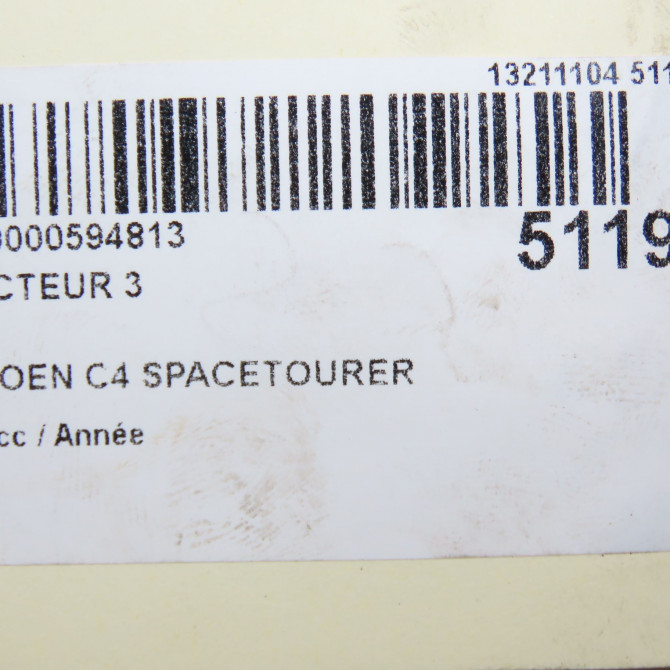 13211104 511
0000594813
5119
CTEUR 3
OEN C4 SPACETOURER
cc / Année